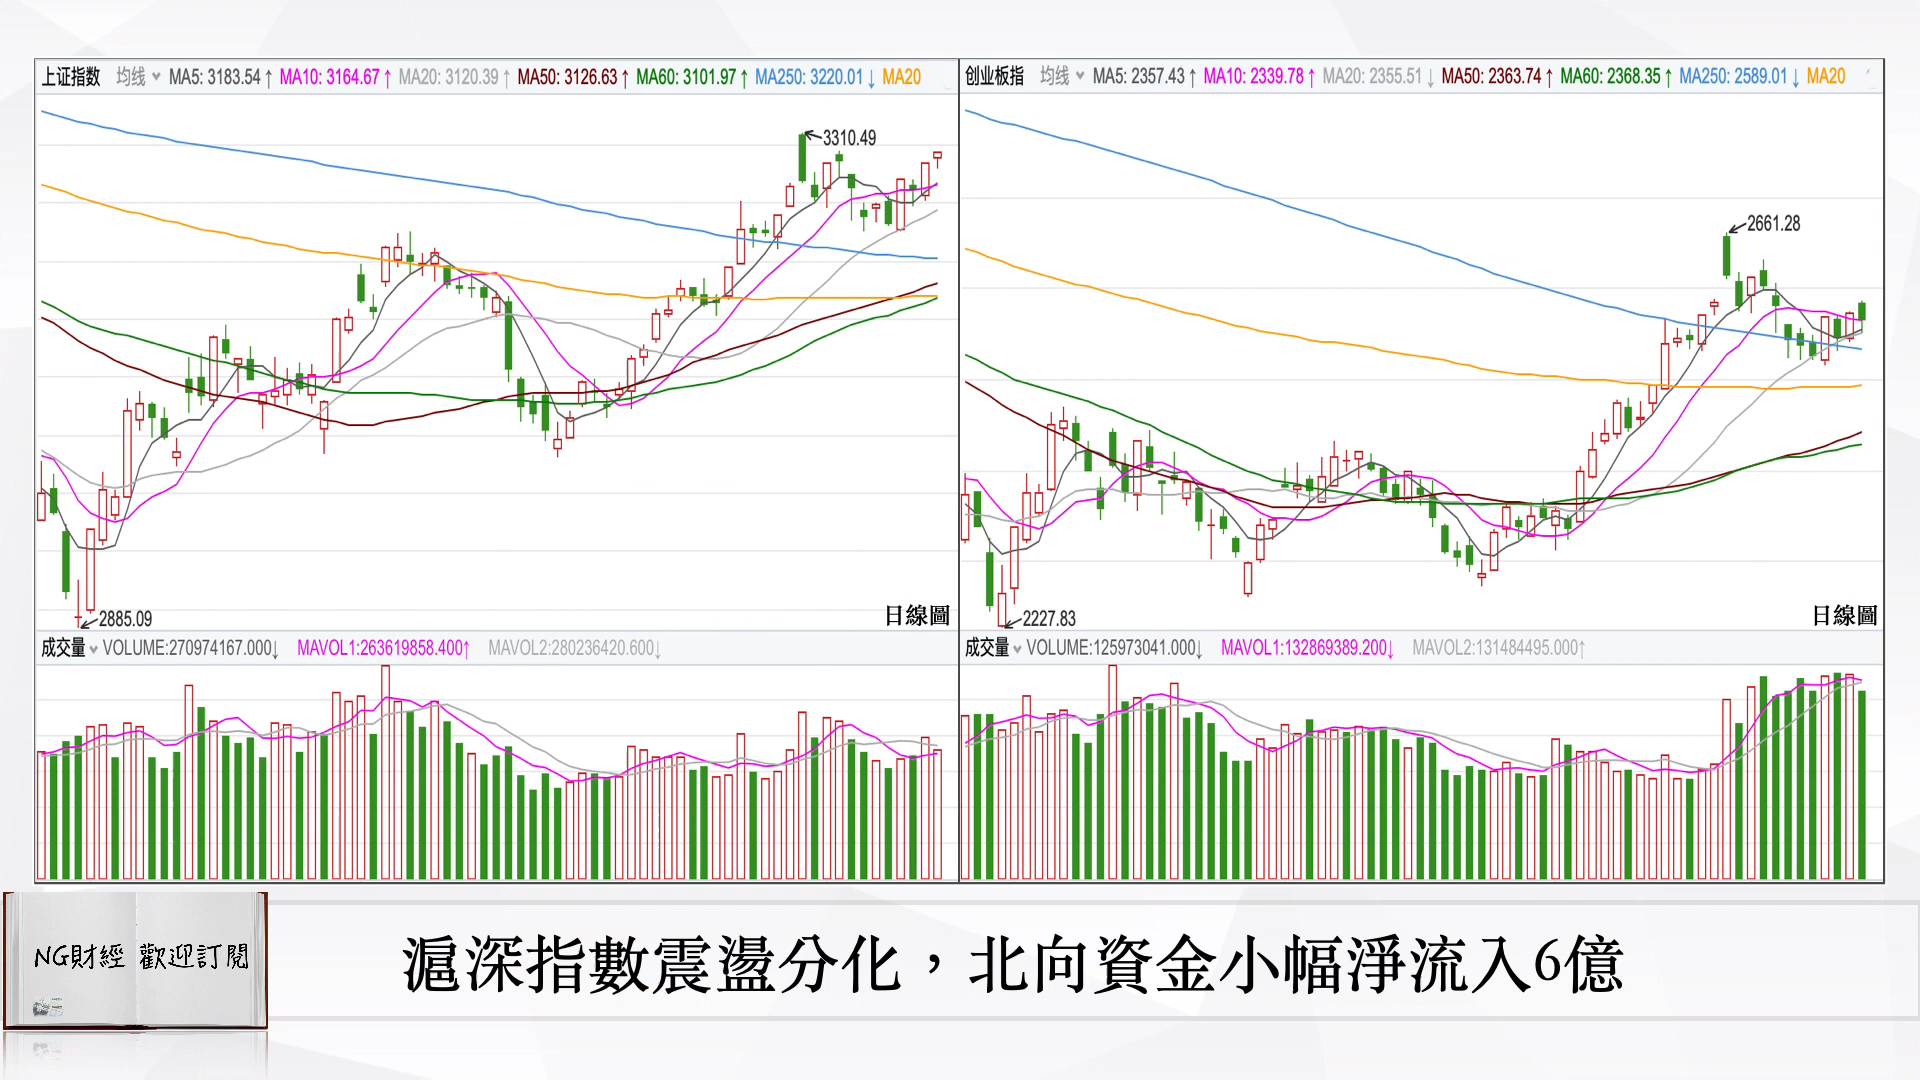 上证指数 均线 MA5: 3183.54↑ MA10: 3164.67↑ MA20: 3120.39↑ MA50: 3126.63↑ MA60: 3101.97↑ MA250: 3220.01↓ MA20
3310.49
2885.09
日線圖
成交量 VOLUME:270974167.000↓ MAVOL1:263619858.400↑ MAVOL2:280236420.600↓
创业板指 均线 MA5: 2357.43↑ MA10: 2339.78↑ MA20: 2355.51↓ MA50: 2363.74↑ MA60: 2368.35↑ MA250: 2589.01↓ MA20
2661.28
2227.83
日線圖
成交量 VOLUME:125973041.000↓ MAVOL1:132869389.200↓ MAVOL2:131484495.000↑
NG財經 歡迎訂閱
滬深指數震盪分化，北向資金小幅淨流入6億